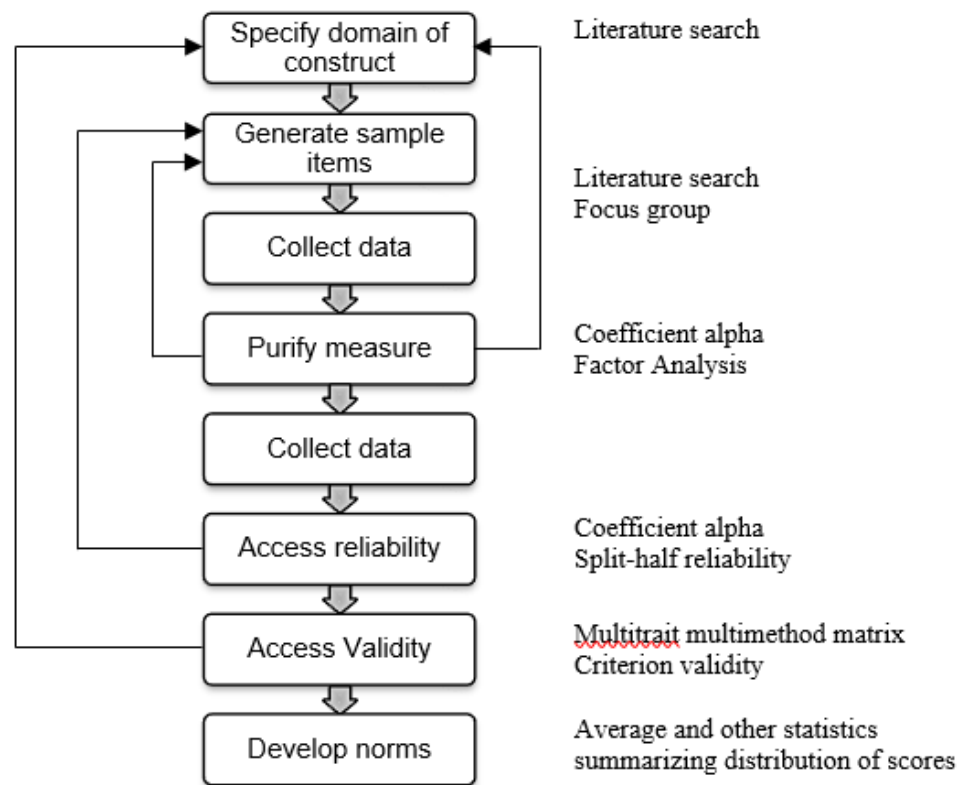 Specify domain of
construct
Literature search
Generate sample
items
Literature search
Focus group
Collect data
Purify measure
Coefficient alpha
Factor Analysis
Collect data
Access reliability
Coefficient alpha
Split-half reliability
Access Validity
Multitrait multimethod matrix
Criterion validity
Develop norms
Average and other statistics
summarizing distribution of scores